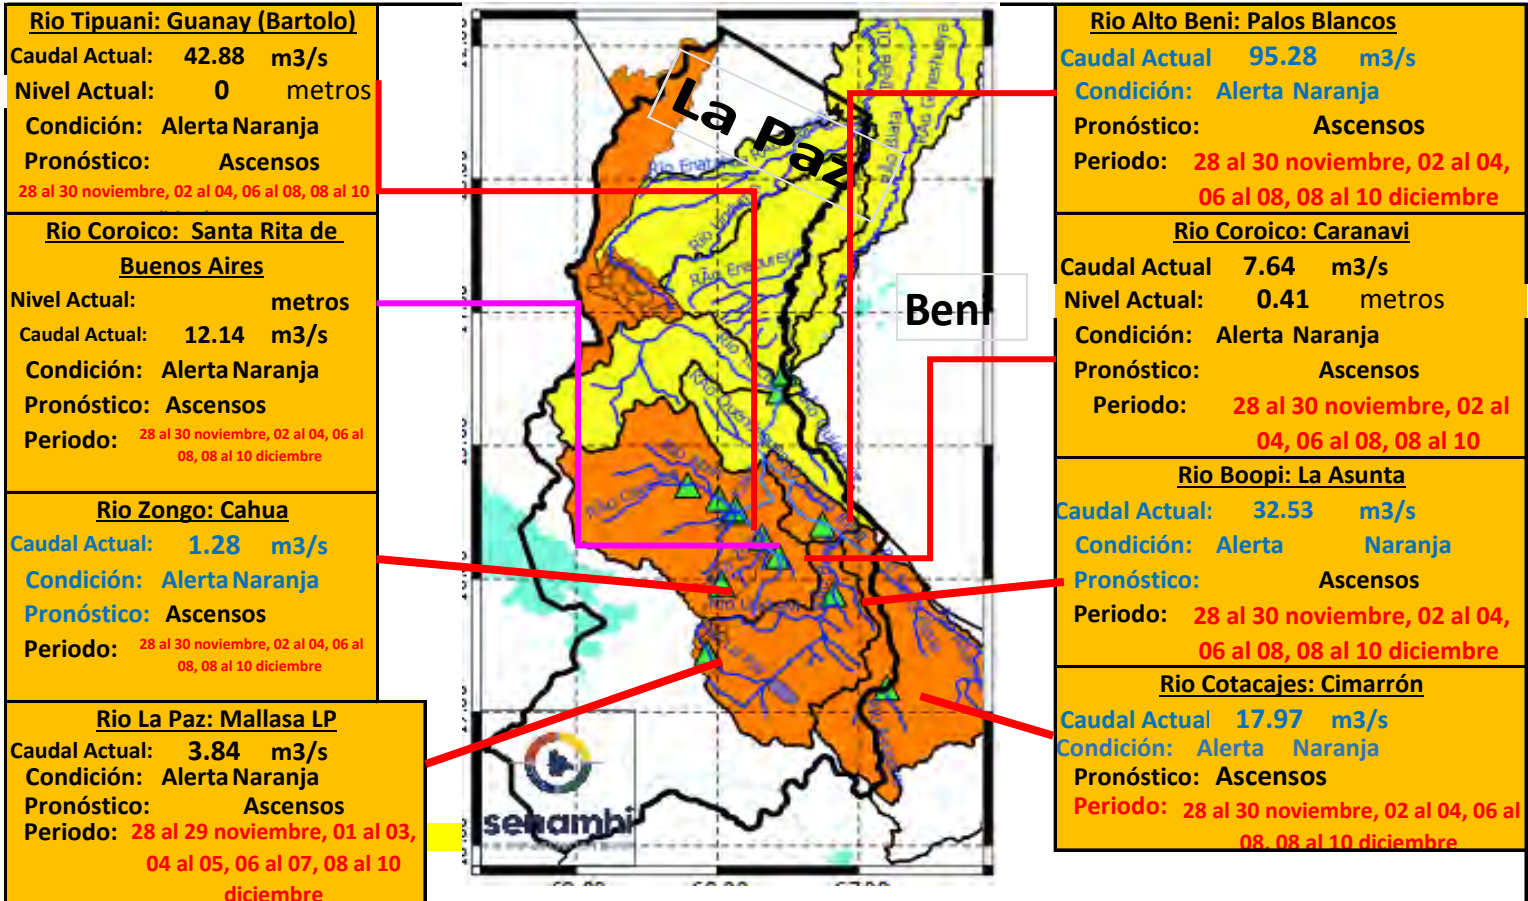 Rio Tipuani: Guanay (Bartolo)
Caudal Actual: 42.88 m3/s
Nivel Actual: 0 metros
Condición: Alerta Naranja
Pronóstico: Ascensos
28 al 30 noviembre, 02 al 04, 06 al 08, 08 al 10
Rio Coroico: Santa Rita de
Buenos Aires
Nivel Actual: metros
Caudal Actual: 12.14 m3/s
Condición: Alerta Naranja
Pronóstico: Ascensos
Periodo: 28 al 30 noviembre, 02 al 04, 06 al
08, 08 al 10 diciembre
Rio Zongo: Cahua
Caudal Actual: 1.28 m3/s
Condición: Alerta Naranja
Pronóstico: Ascensos
Periodo: 28 al 30 noviembre, 02 al 04, 06 al
08, 08 al 10 diciembre
Rio La Paz: Mallasa LP
Caudal Actual: 3.84 m3/s
Condición: Alerta Naranja
Pronóstico: Ascensos
Periodo: 28 al 29 noviembre, 01 al 03,
04 al 05, 06 al 07, 08 al 10
diciembre
La Paz
Beni
senamhi
Rio Alto Beni: Palos Blancos
Caudal Actual 95.28 m3/s
Condición: Alerta Naranja
Pronóstico: Ascensos
Periodo: 28 al 30 noviembre, 02 al 04,
06 al 08, 08 al 10 diciembre
Rio Coroico: Caranavi
Caudal Actual 7.64 m3/s
Nivel Actual: 0.41 metros
Condición: Alerta Naranja
Pronóstico: Ascensos
Periodo: 28 al 30 noviembre, 02 al
04, 06 al 08, 08 al 10
Rio Boopi: La Asunta
Caudal Actual: 32.53 m3/s
Condición: Alerta Naranja
Pronóstico: Ascensos
Periodo: 28 al 30 noviembre, 02 al 04,
06 al 08, 08 al 10 diciembre
Rio Cotacajes: Cimarrón
Caudal Actual 17.97 m3/s
Condición: Alerta Naranja
Pronóstico: Ascensos
Periodo: 28 al 30 noviembre, 02 al 04, 06 al
08, 08 al 10 diciembre